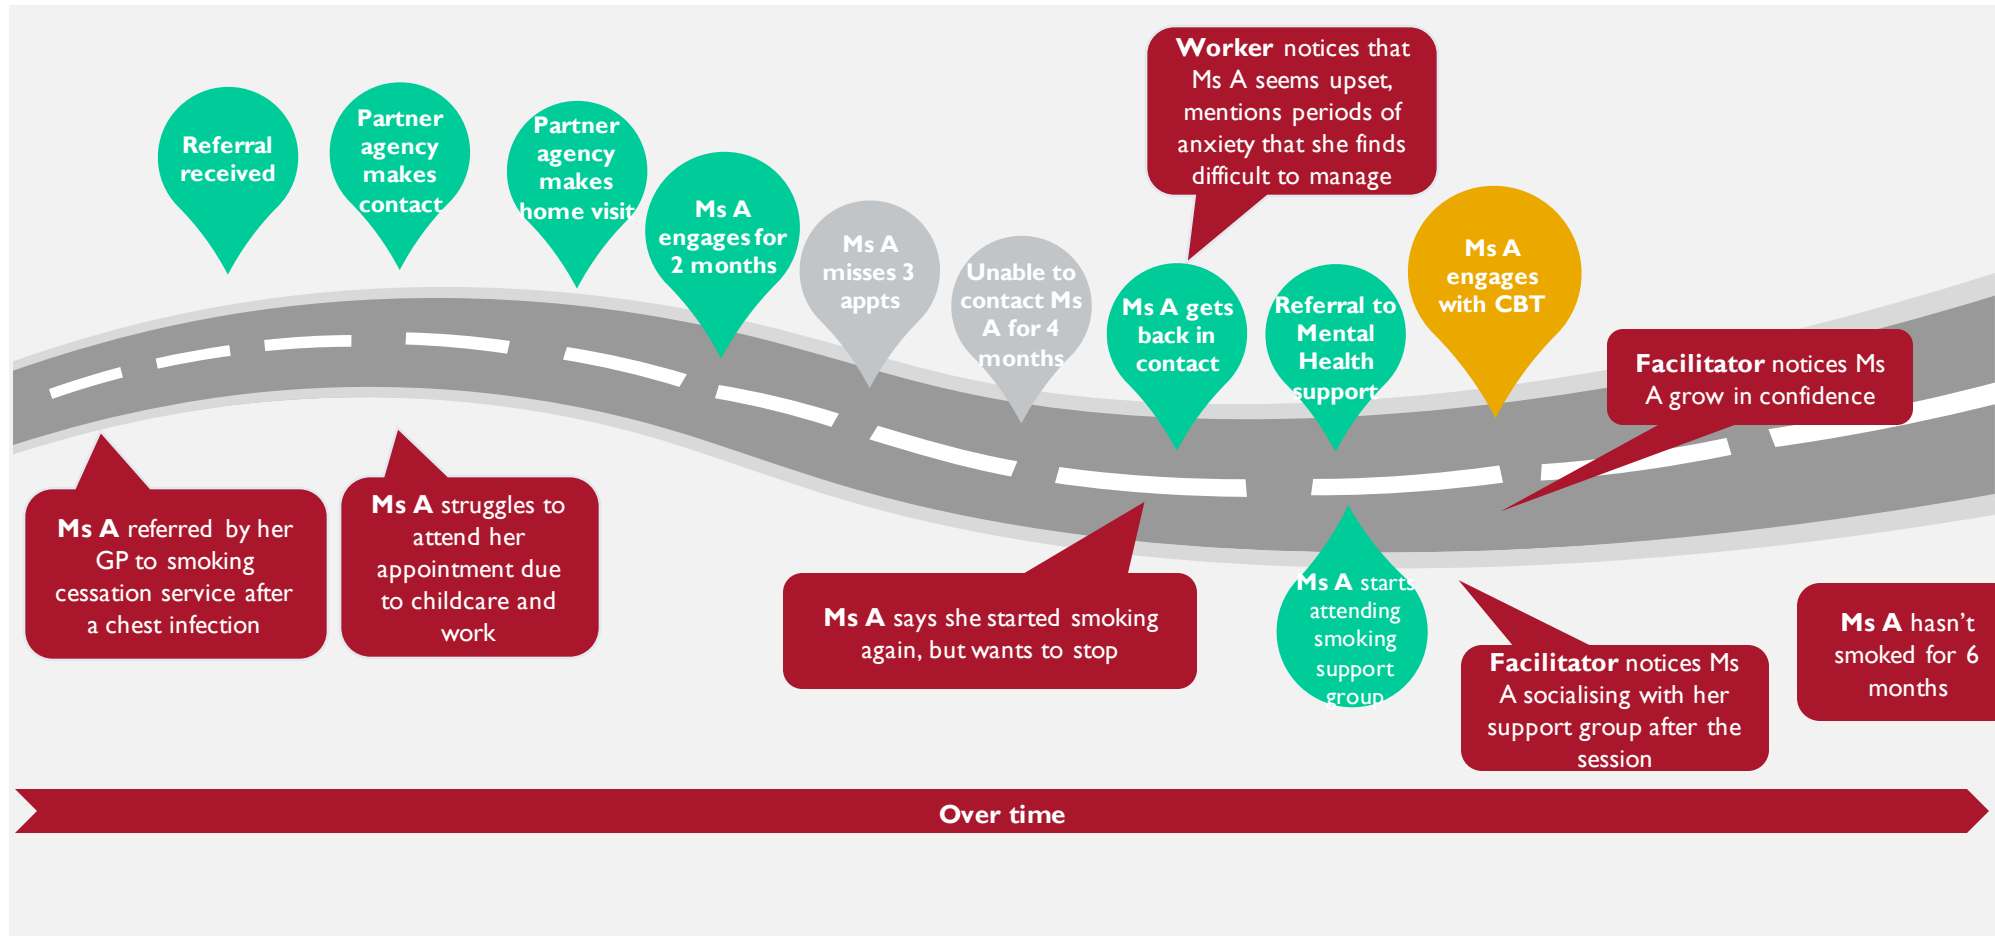 Referral
received
Partner
agency
makes
contact
Partner
agency
makes
home visit
Ms A
engages for
2 months
Ms A
misses 3
appts
Unable to
contact Ms
A for 4
months
Worker notices that
Ms A seems upset,
mentions periods of
anxiety that she finds
difficult to manage
Ms A gets
back in
contact
Referral to
Mental
Health
support
Ms A
engages
with CBT
Facilitator notices Ms
A grow in confidence
Ms A referred by her
GP to smoking
cessation service after
a chest infection
Ms A struggles to
attend her
appointment due
to childcare and
work
Ms A says she started smoking
again, but wants to stop
Ms A starts
attending
smoking
support
group
Facilitator notices Ms
A socialising with her
support group after the
session
Ms A hasn't
smoked for 6
months
Over time